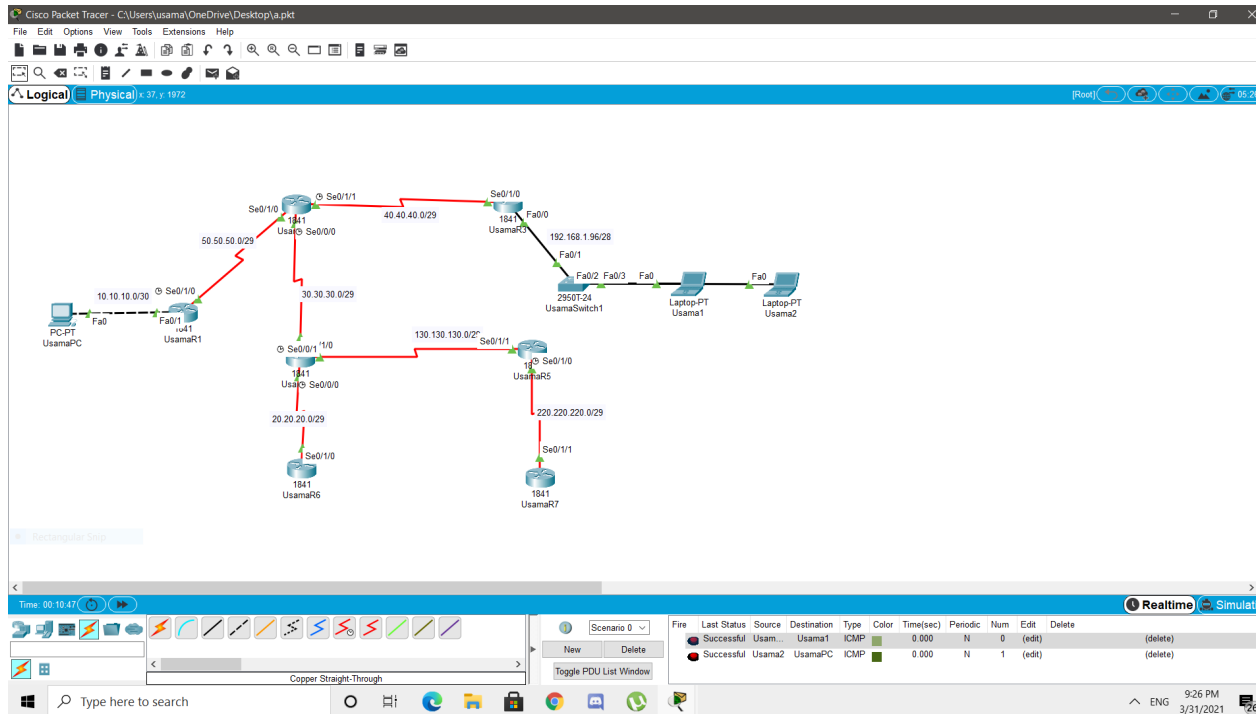 Cisco Packet Tracer - C:\Users\usama\OneDrive\Desktop\a.pkt
File Edit Options View Tools Extensions Help
Logical Physical x: 37, y: 1972
[Root] 05:26
Se0/1/1
Se0/1/0
1841
Se0/0/0
40.40.40.0/29
Se0/1/0
1841
UsamaR3
Fa0/0
50.50.50.0/29
192.168.1.96/28
Fa0/1
Fa0/2 Fa0/3 Fa0
Fa0
2950T-24
UsamaSwitch1
Laptop-PT
Usama1
Laptop-PT
Usama2
30.30.30.0/29
10.10.10.0/30
Se0/1/0
Fa0
Fa0/1
PC-PT
UsamaPC
UsamaR1
130.130.130.0/29
Se0/1/1
Se0/0/1
1841
Se0/0/0
Se0/1/0
UsamaR5
20.20.20.0/29
220.220.220.0/29
Se0/1/0
1841
UsamaR6
Se0/1/1
1841
UsamaR7
Rectangular Snip
Time: 00:10:47
Realtime Simulat
Scenario 0
New Delete
Toggle PDU List Window
Copper Straight-Through
Fire Last Status Source Destination Type Color Time(sec) Periodic Num Edit Delete
Successful Usam... Usama1 ICMP 0.000 N 0 (edit) (delete)
Successful Usama2 UsamaPC ICMP 0.000 N 1 (edit) (delete)
Type here to search
ENG
9:26 PM
3/31/2021